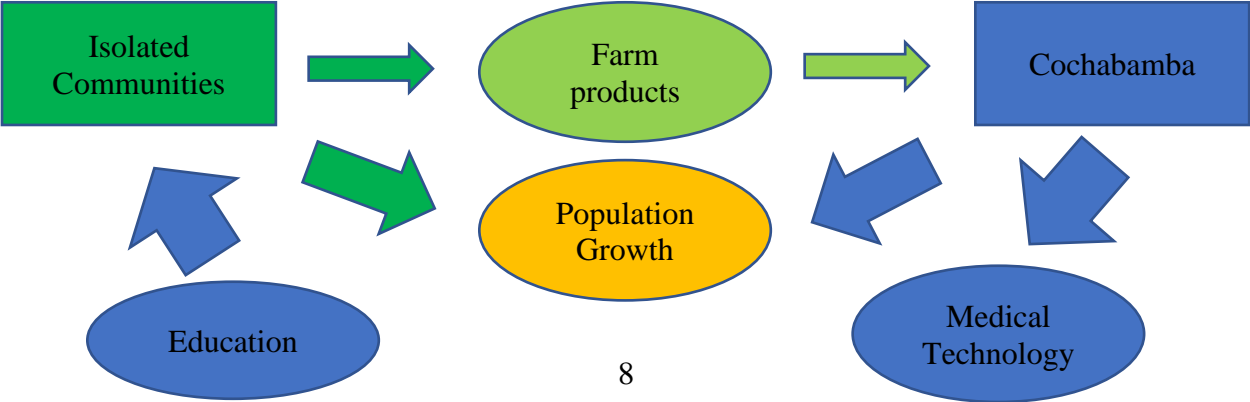 Isolated
Communities
Farm
products
Cochabamba
Population
Growth
Education
Medical
Technology
8